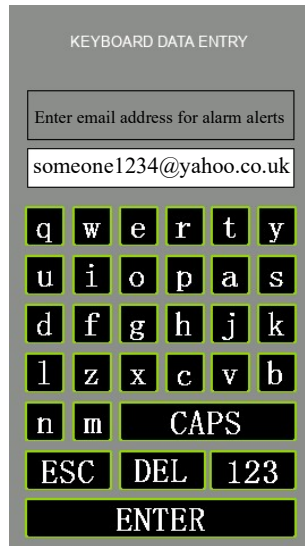 KEYBOARD DATA ENTRY
Enter email address for alarm alerts
someone1234@yahoo.co.uk
q w e r t y
u i o p a s
d f g h j k
l z x c v b
n m CAPS
ESC DEL 123
ENTER